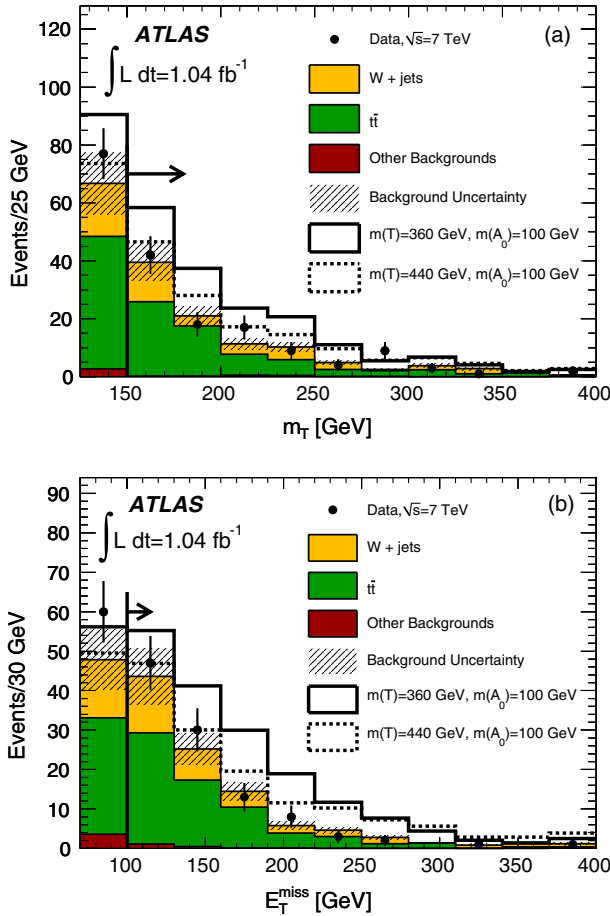 ATLAS
∫ L dt=1.04 fb⁻¹
(a)
Data,√s=7 TeV
W + jets
tt̄
Other Backgrounds
Background Uncertainty
m(T)=360 GeV, m(A₀)=100 GeV
m(T)=440 GeV, m(A₀)=100 GeV
Events/25 GeV
120
100
80
60
40
20
0
150 200 250 300 350 400
m_T [GeV]
ATLAS
∫ L dt=1.04 fb⁻¹
(b)
Data,√s=7 TeV
W + jets
tt̄
Other Backgrounds
Background Uncertainty
m(T)=360 GeV, m(A₀)=100 GeV
m(T)=440 GeV, m(A₀)=100 GeV
Events/30 GeV
90
80
70
60
50
40
30
20
10
0
100 150 200 250 300 350 400
E_T^miss [GeV]